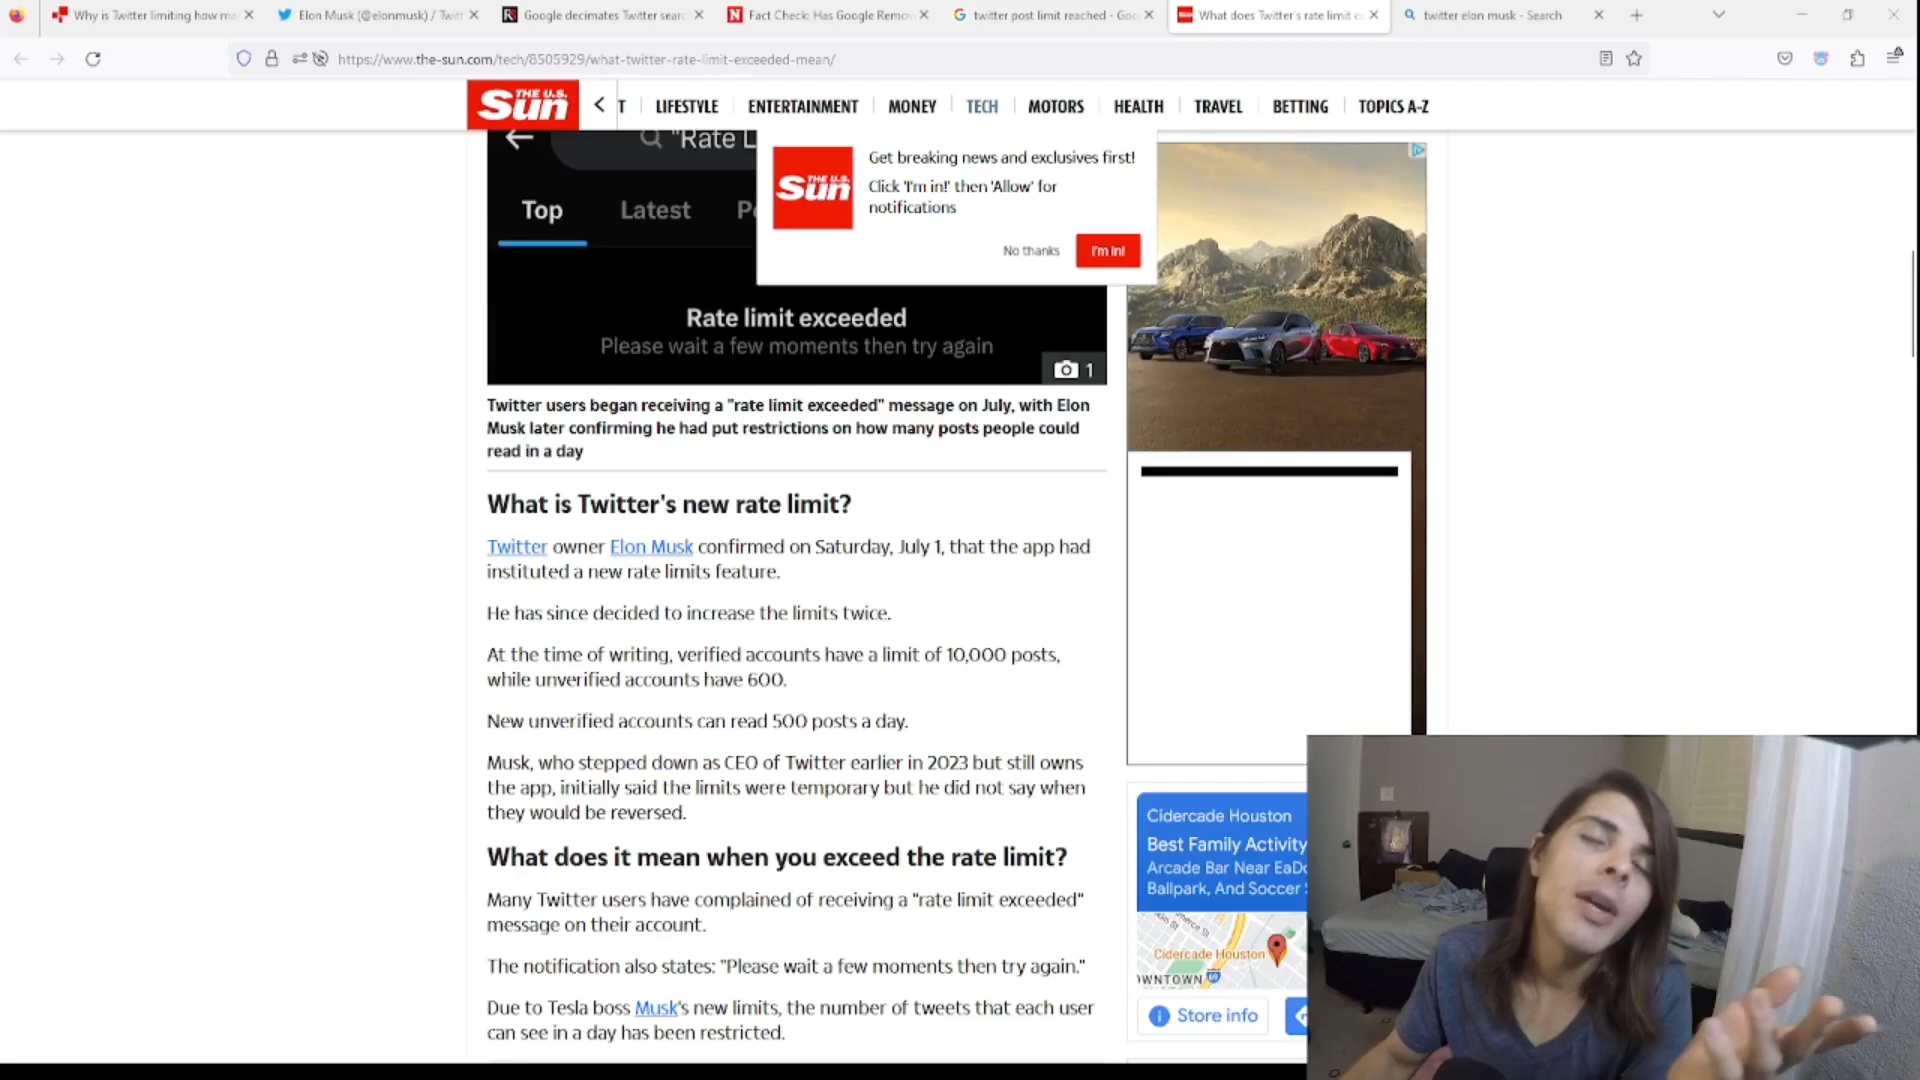 Why is Twitter limiting how ma
Elon Musk (@elonmusk) / Twitt
Google decimates Twitter searc
Fact Check: Has Google Remov
twitter post limit reached - Goo
What does Twitter's rate limit e
twitter elon musk - Search
https://www.the-sun.com/tech/8505929/what-twitter-rate-limit-exceeded-mean/
THE U.S. Sun
T LIFESTYLE ENTERTAINMENT MONEY TECH MOTORS HEALTH TRAVEL BETTING TOPICS A-Z
"Rate L
Top Latest P
THE U.S. Sun
Get breaking news and exclusives first!
Click 'I'm in!' then 'Allow' for
notifications
No thanks I'm in!
Rate limit exceeded
Please wait a few moments then try again
1
Twitter users began receiving a "rate limit exceeded" message on July, with Elon
Musk later confirming he had put restrictions on how many posts people could
read in a day
What is Twitter's new rate limit?
Twitter owner Elon Musk confirmed on Saturday, July 1, that the app had
instituted a new rate limits feature.
He has since decided to increase the limits twice.
At the time of writing, verified accounts have a limit of 10,000 posts,
while unverified accounts have 600.
New unverified accounts can read 500 posts a day.
Musk, who stepped down as CEO of Twitter earlier in 2023 but still owns
the app, initially said the limits were temporary but he did not say when
they would be reversed.
What does it mean when you exceed the rate limit?
Many Twitter users have complained of receiving a "rate limit exceeded"
message on their account.
The notification also states: "Please wait a few moments then try again."
Due to Tesla boss Musk's new limits, the number of tweets that each user
can see in a day has been restricted.
Cidercade Houston
Best Family Activity
Arcade Bar Near EaDo
Ballpark, And Soccer
Cidercade Houston
OWNTOWN
Store info